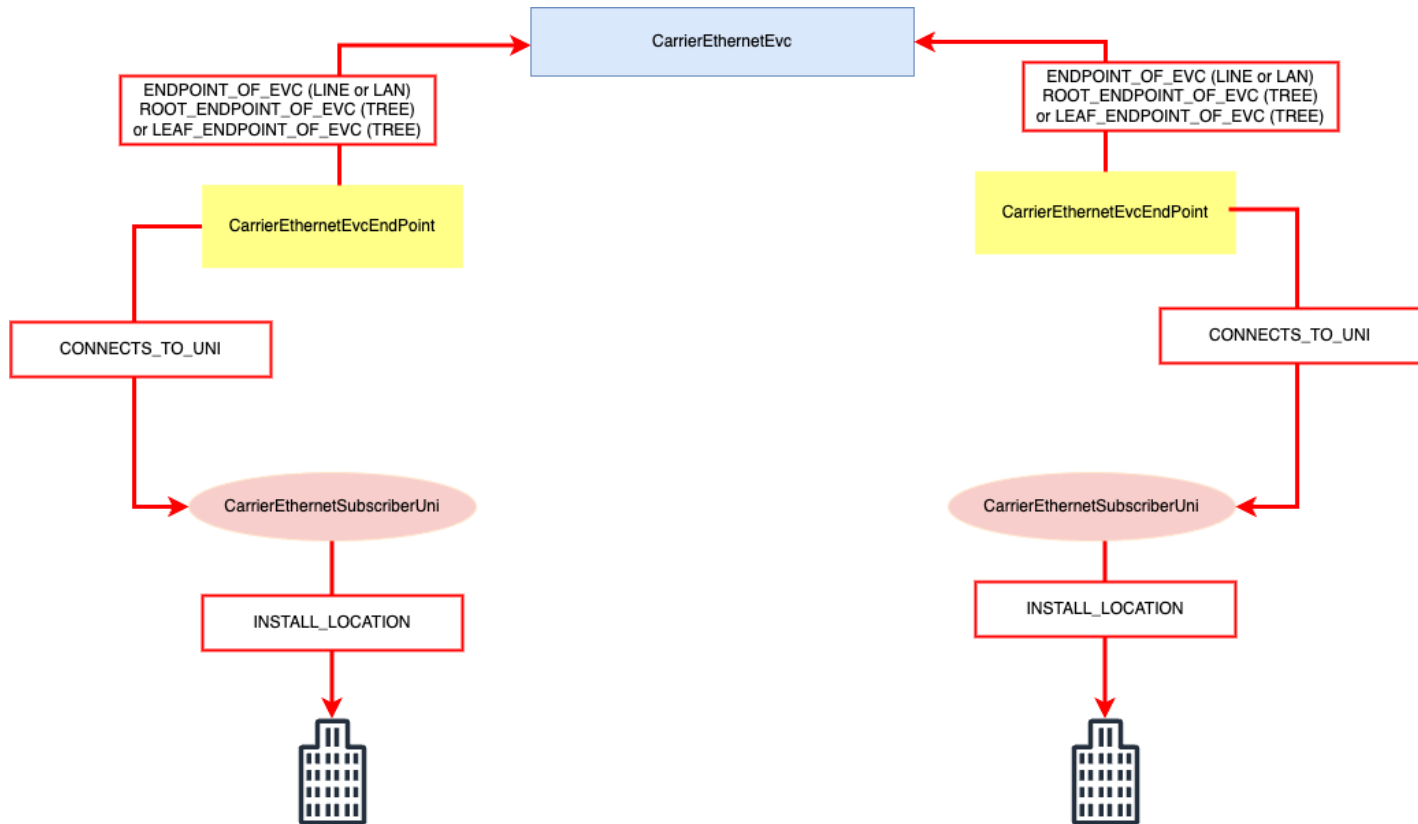 CarrierEthernetEvc
ENDPOINT_OF_EVC (LINE or LAN)
ROOT_ENDPOINT_OF_EVC (TREE)
or LEAF_ENDPOINT_OF_EVC (TREE)
ENDPOINT_OF_EVC (LINE or LAN)
ROOT_ENDPOINT_OF_EVC (TREE)
or LEAF_ENDPOINT_OF_EVC (TREE)
CarrierEthernetEvcEndPoint
CarrierEthernetEvcEndPoint
CONNECTS_TO_UNI
CONNECTS_TO_UNI
CarrierEthernetSubscriberUni
CarrierEthernetSubscriberUni
INSTALL_LOCATION
INSTALL_LOCATION